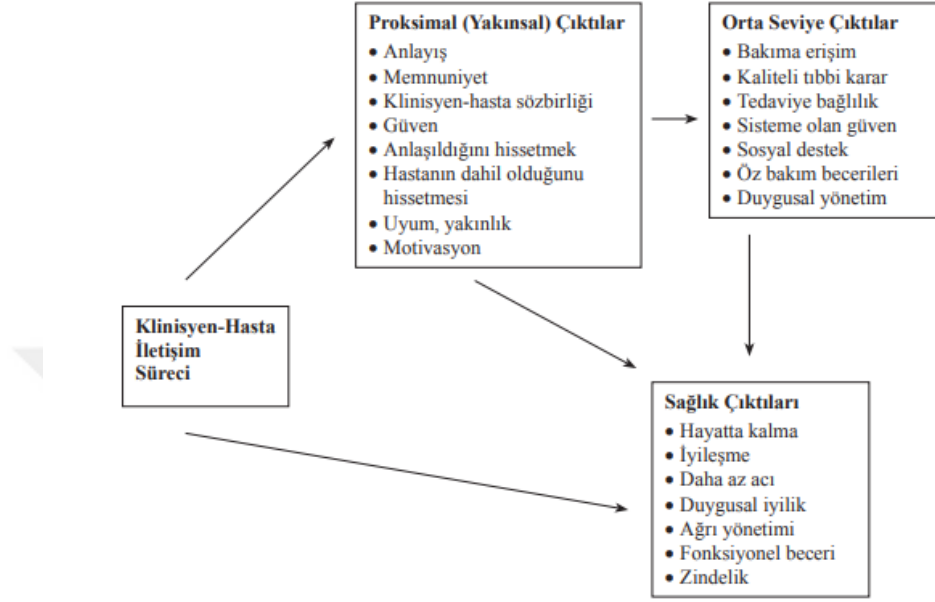 Proksimal (Yakınsal) Çıktılar
• Anlayış
• Memnuniyet
• Klinisyen-hasta sözbirliği
• Güven
• Anlaşıldığını hissetmek
• Hastanın dahil olduğunu
hissetmesi
• Uyum, yakınlık
• Motivasyon
Orta Seviye Çıktılar
• Bakıma erişim
• Kaliteli tıbbi karar
• Tedaviye bağlılık
• Sisteme olan güven
• Sosyal destek
• Öz bakım becerileri
• Duygusal yönetim
Klinisyen-Hasta
İletişim
Süreci
Sağlık Çıktıları
• Hayatta kalma
• İyileşme
• Daha az acı
• Duygusal iyilik
• Ağrı yönetimi
• Fonksiyonel beceri
• Zindelik